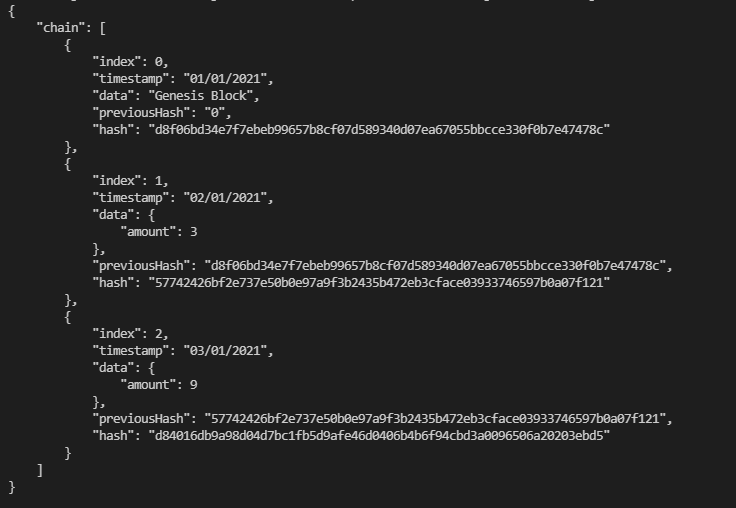 {
"chain": [
{
"index": 0,
"timestamp": "01/01/2021",
"data": "Genesis Block",
"previousHash": "0",
"hash": "d8f06bd34e7f7ebeb99657b8cf07d589340d07ea67055bbcce330f0b7e47478c"
},
{
"index": 1,
"timestamp": "02/01/2021",
"data": {
"amount": 3
},
"previousHash": "d8f06bd34e7f7ebeb99657b8cf07d589340d07ea67055bbcce330f0b7e47478c",
"hash": "57742426bf2e737e50b0e97a9f3b2435b472eb3cface03933746597b0a07f121"
},
{
"index": 2,
"timestamp": "03/01/2021",
"data": {
"amount": 9
},
"previousHash": "57742426bf2e737e50b0e97a9f3b2435b472eb3cface03933746597b0a07f121",
"hash": "d84016db9a98d04d7bc1fb5d9afe46d0406b4b6f94cbd3a0096506a20203ebd5"
}
]
}